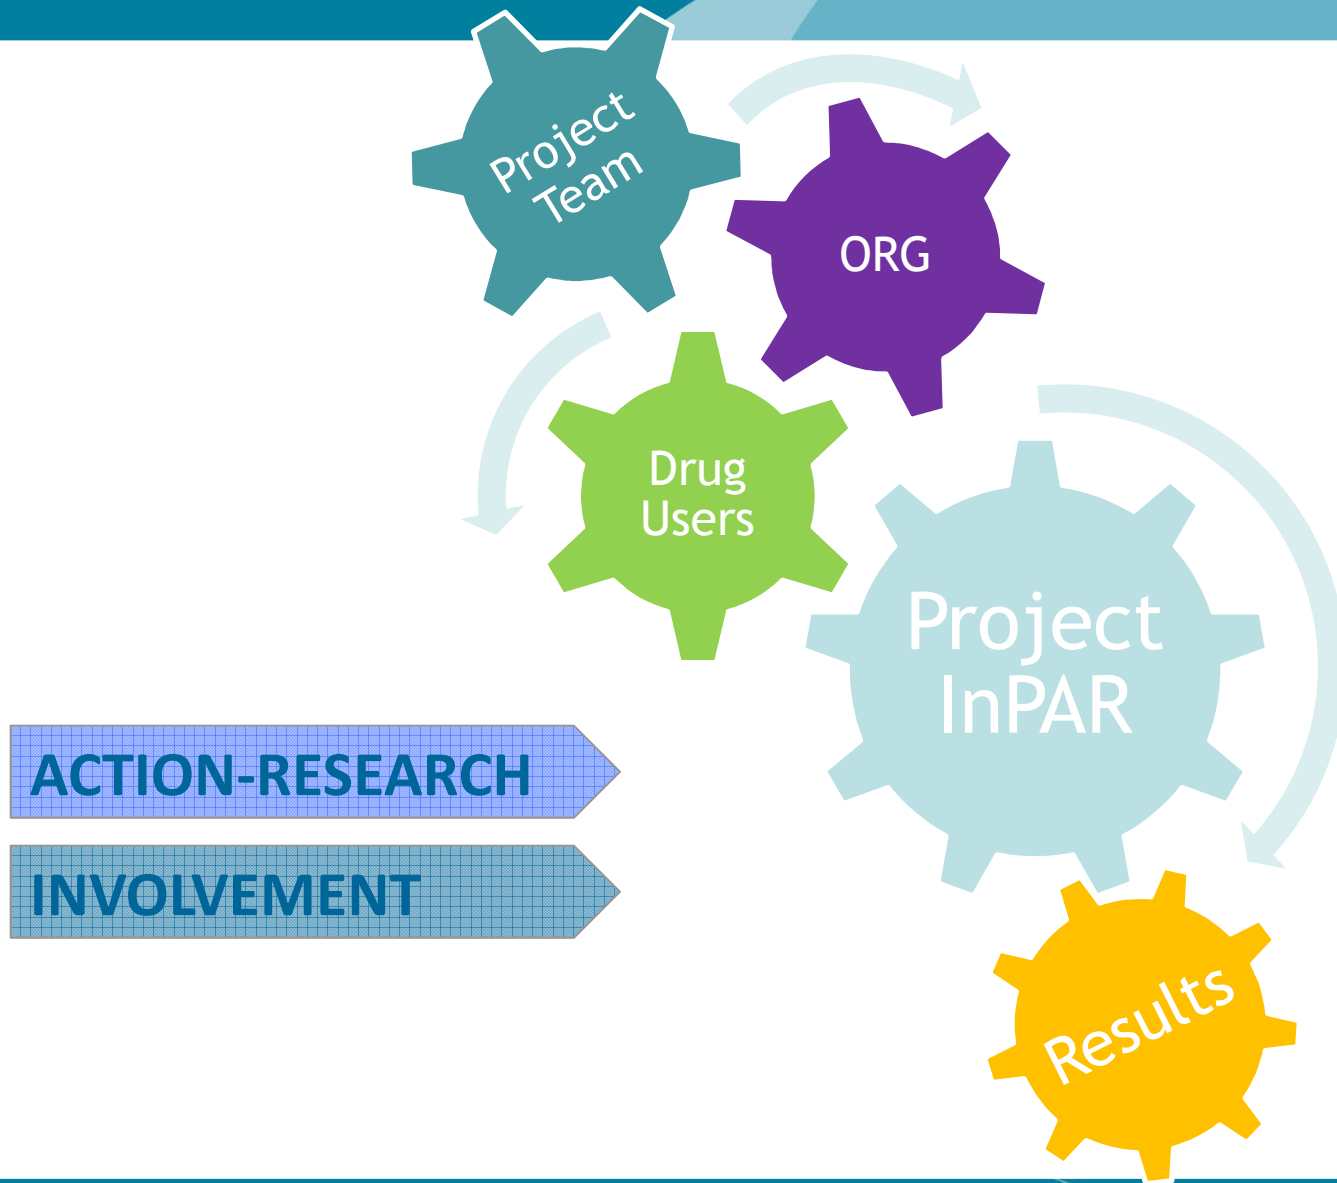 Project
Team
ORG
Drug
Users
Project
InPAR
ACTION-RESEARCH
INVOLVEMENT
Results